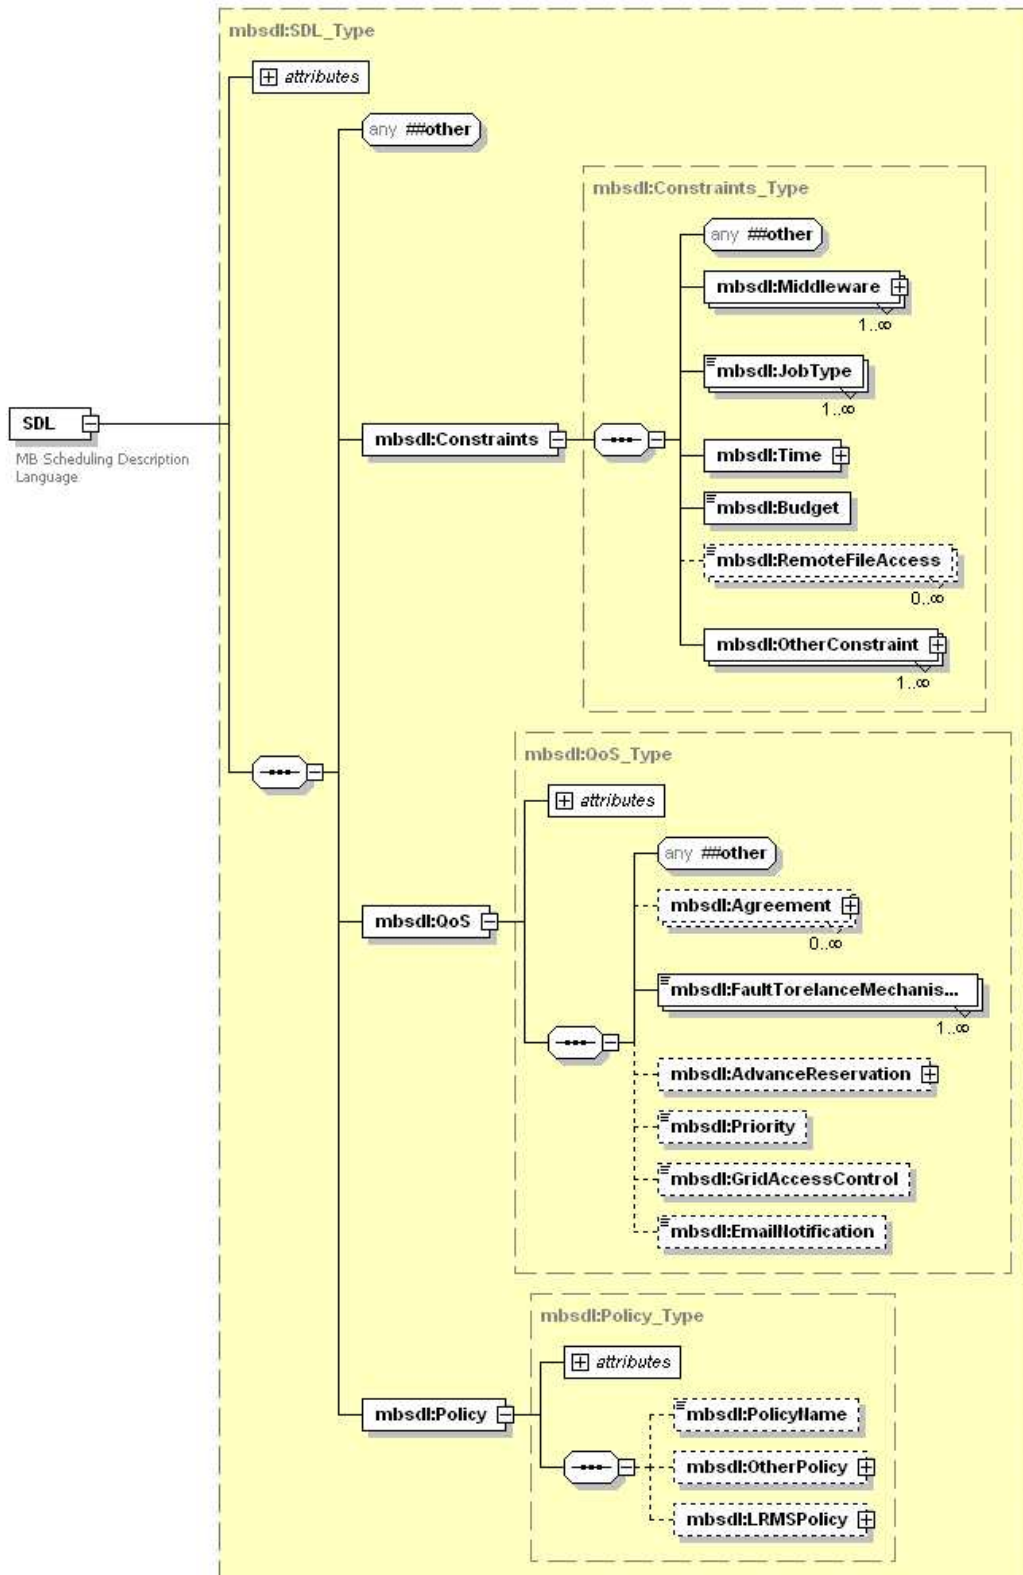 mbsdl:SDL_Type
attributes
any ##other
mbsdl:Constraints_Type
any ##other
mbsdl:Middleware
1..∞
mbsdl:JobType
1..∞
SDL
MB Scheduling Description
Language
mbsdl:Constraints
mbsdl:Time
mbsdl:Budget
mbsdl:RemoteFileAccess
0..∞
mbsdl:OtherConstraint
1..∞
mbsdl:QoS_Type
attributes
any ##other
mbsdl:Agreement
0..∞
mbsdl:QoS
mbsdl:FaultTorelanceMechanis...
1..∞
mbsdl:AdvanceReservation
mbsdl:Priority
mbsdl:GridAccessControl
mbsdl:EmailNotification
mbsdl:Policy_Type
attributes
mbsdl:Policy
mbsdl:PolicyName
mbsdl:OtherPolicy
mbsdl:LRMSPolicy